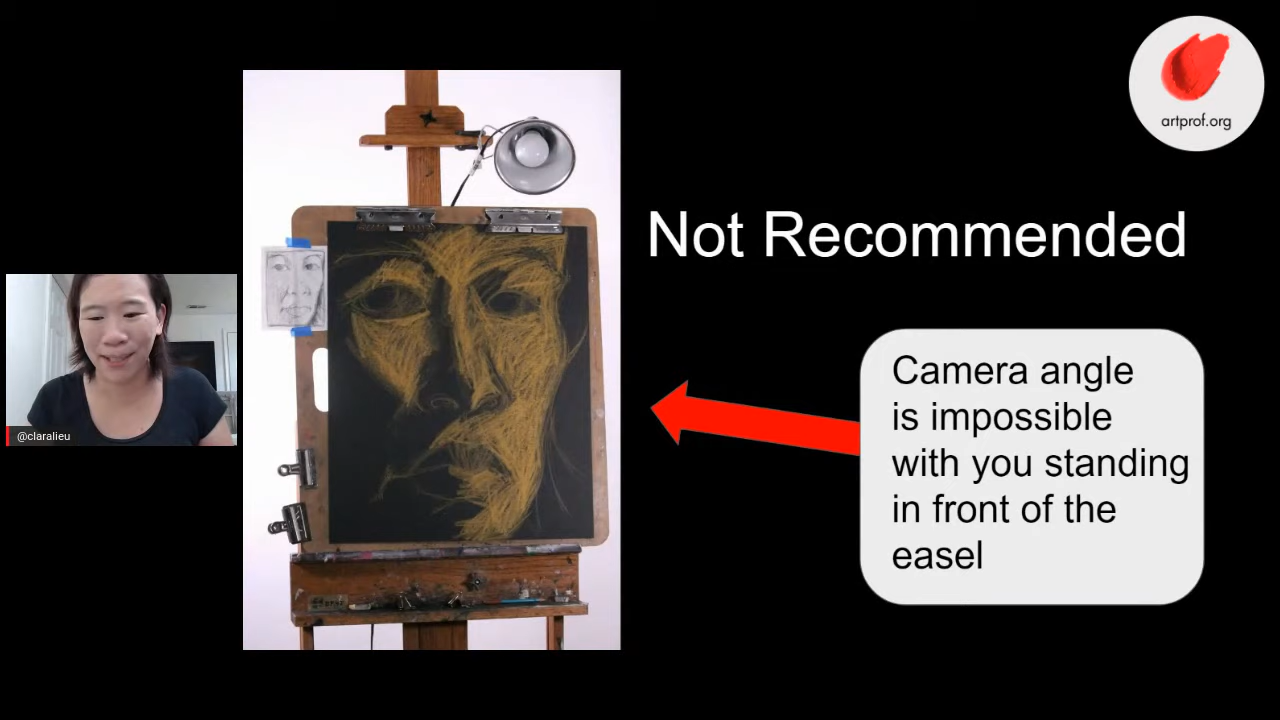 artprof.org
Not Recommended
Camera angle
is impossible
with you standing
in front of the
easel
@claralieu